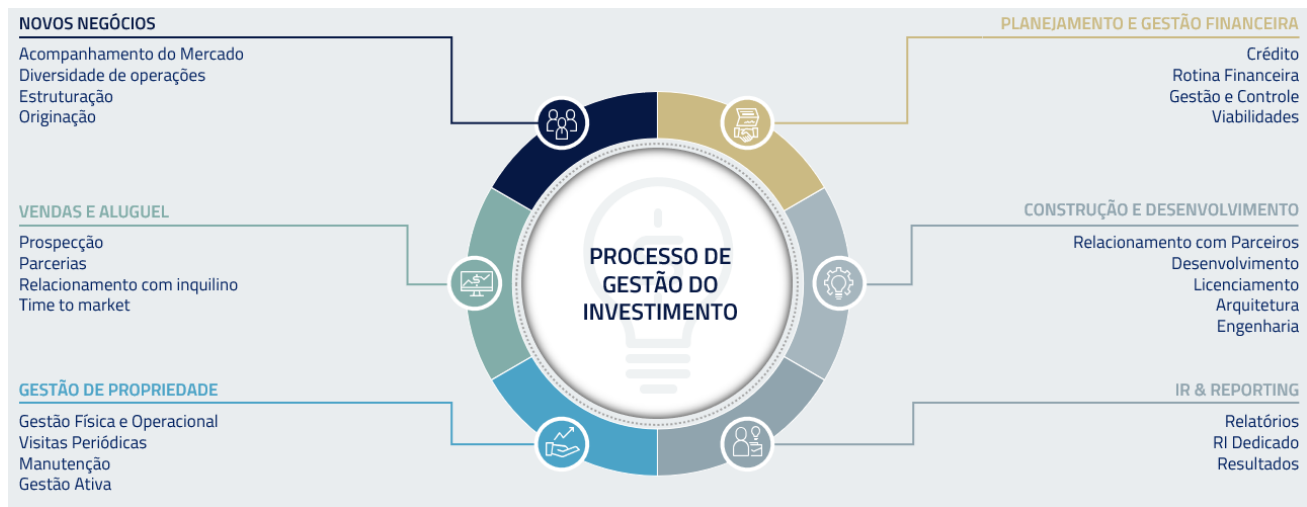 NOVOS NEGÓCIOS
Acompanhamento do Mercado
Diversidade de operações
Estruturação
Originação
VENDAS E ALUGUEL
Prospecção
Parcerias
Relacionamento com inquilino
Time to market
GESTÃO DE PROPRIEDADE
Gestão Física e Operacional
Visitas Periódicas
Manutenção
Gestão Ativa
PROCESSO DE
GESTÃO DO
INVESTIMENTO
PLANEJAMENTO E GESTÃO FINANCEIRA
Crédito
Rotina Financeira
Gestão e Controle
Viabilidades
CONSTRUÇÃO E DESENVOLVIMENTO
Relacionamento com Parceiros
Desenvolvimento
Licenciamento
Arquitetura
Engenharia
IR & REPORTING
Relatórios
RI Dedicado
Resultados